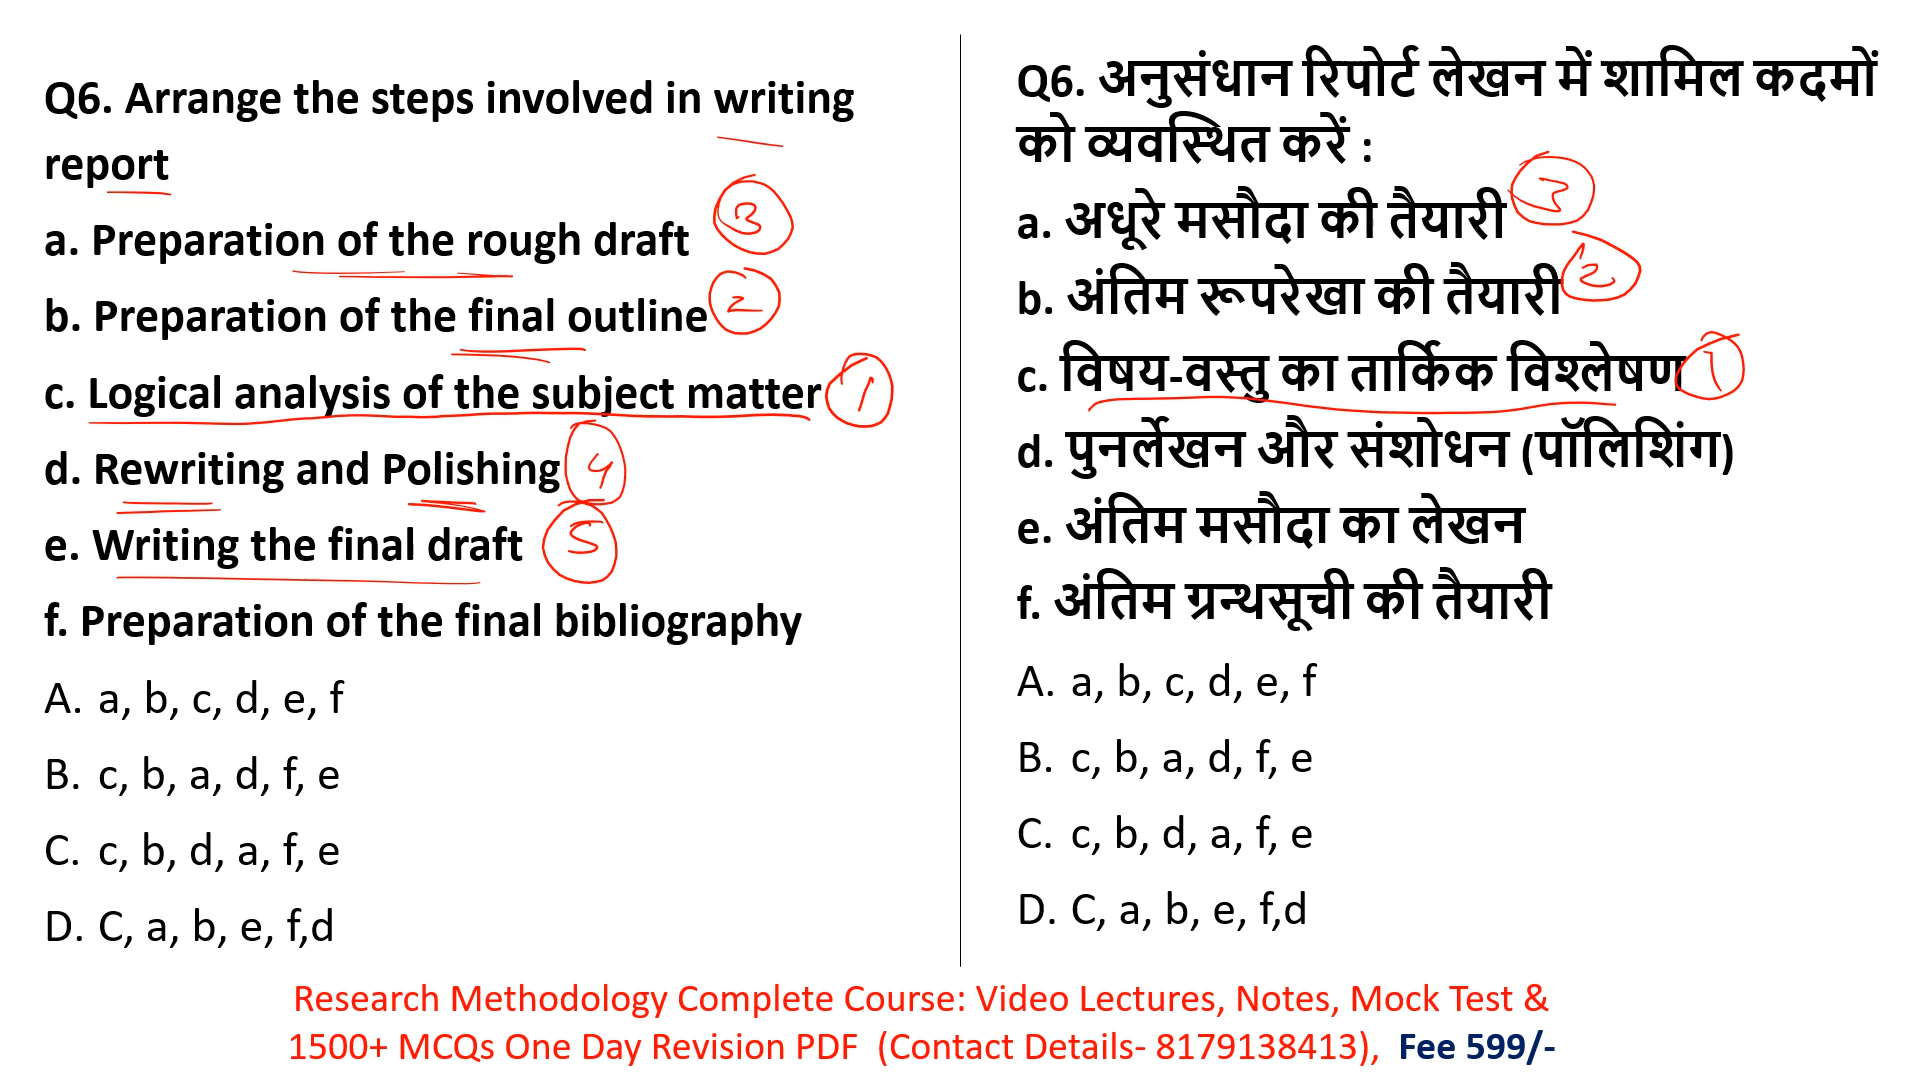 Q6. Arrange the steps involved in writing
report
a. Preparation of the rough draft 3
b. Preparation of the final outline 2
c. Logical analysis of the subject matter 1
d. Rewriting and Polishing 4
e. Writing the final draft 5
f. Preparation of the final bibliography
A. a, b, c, d, e, f
B. c, b, a, d, f, e
C. c, b, d, a, f, e
D. C, a, b, e, f,d
Q6. अनुसंधान रिपोर्ट लेखन में शामिल कदमों
को व्यवस्थित करें :
a. अधूरे मसौदा की तैयारी 3
b. अंतिम रूपरेखा की तैयारी 2
c. विषय-वस्तु का तार्किक विश्लेषण 1
d. पुनर्लेखन और संशोधन (पॉलिशिंग)
e. अंतिम मसौदा का लेखन
f. अंतिम ग्रन्थसूची की तैयारी
A. a, b, c, d, e, f
B. c, b, a, d, f, e
C. c, b, d, a, f, e
D. C, a, b, e, f,d
Research Methodology Complete Course: Video Lectures, Notes, Mock Test &
1500+ MCQs One Day Revision PDF (Contact Details- 8179138413), Fee 599/-